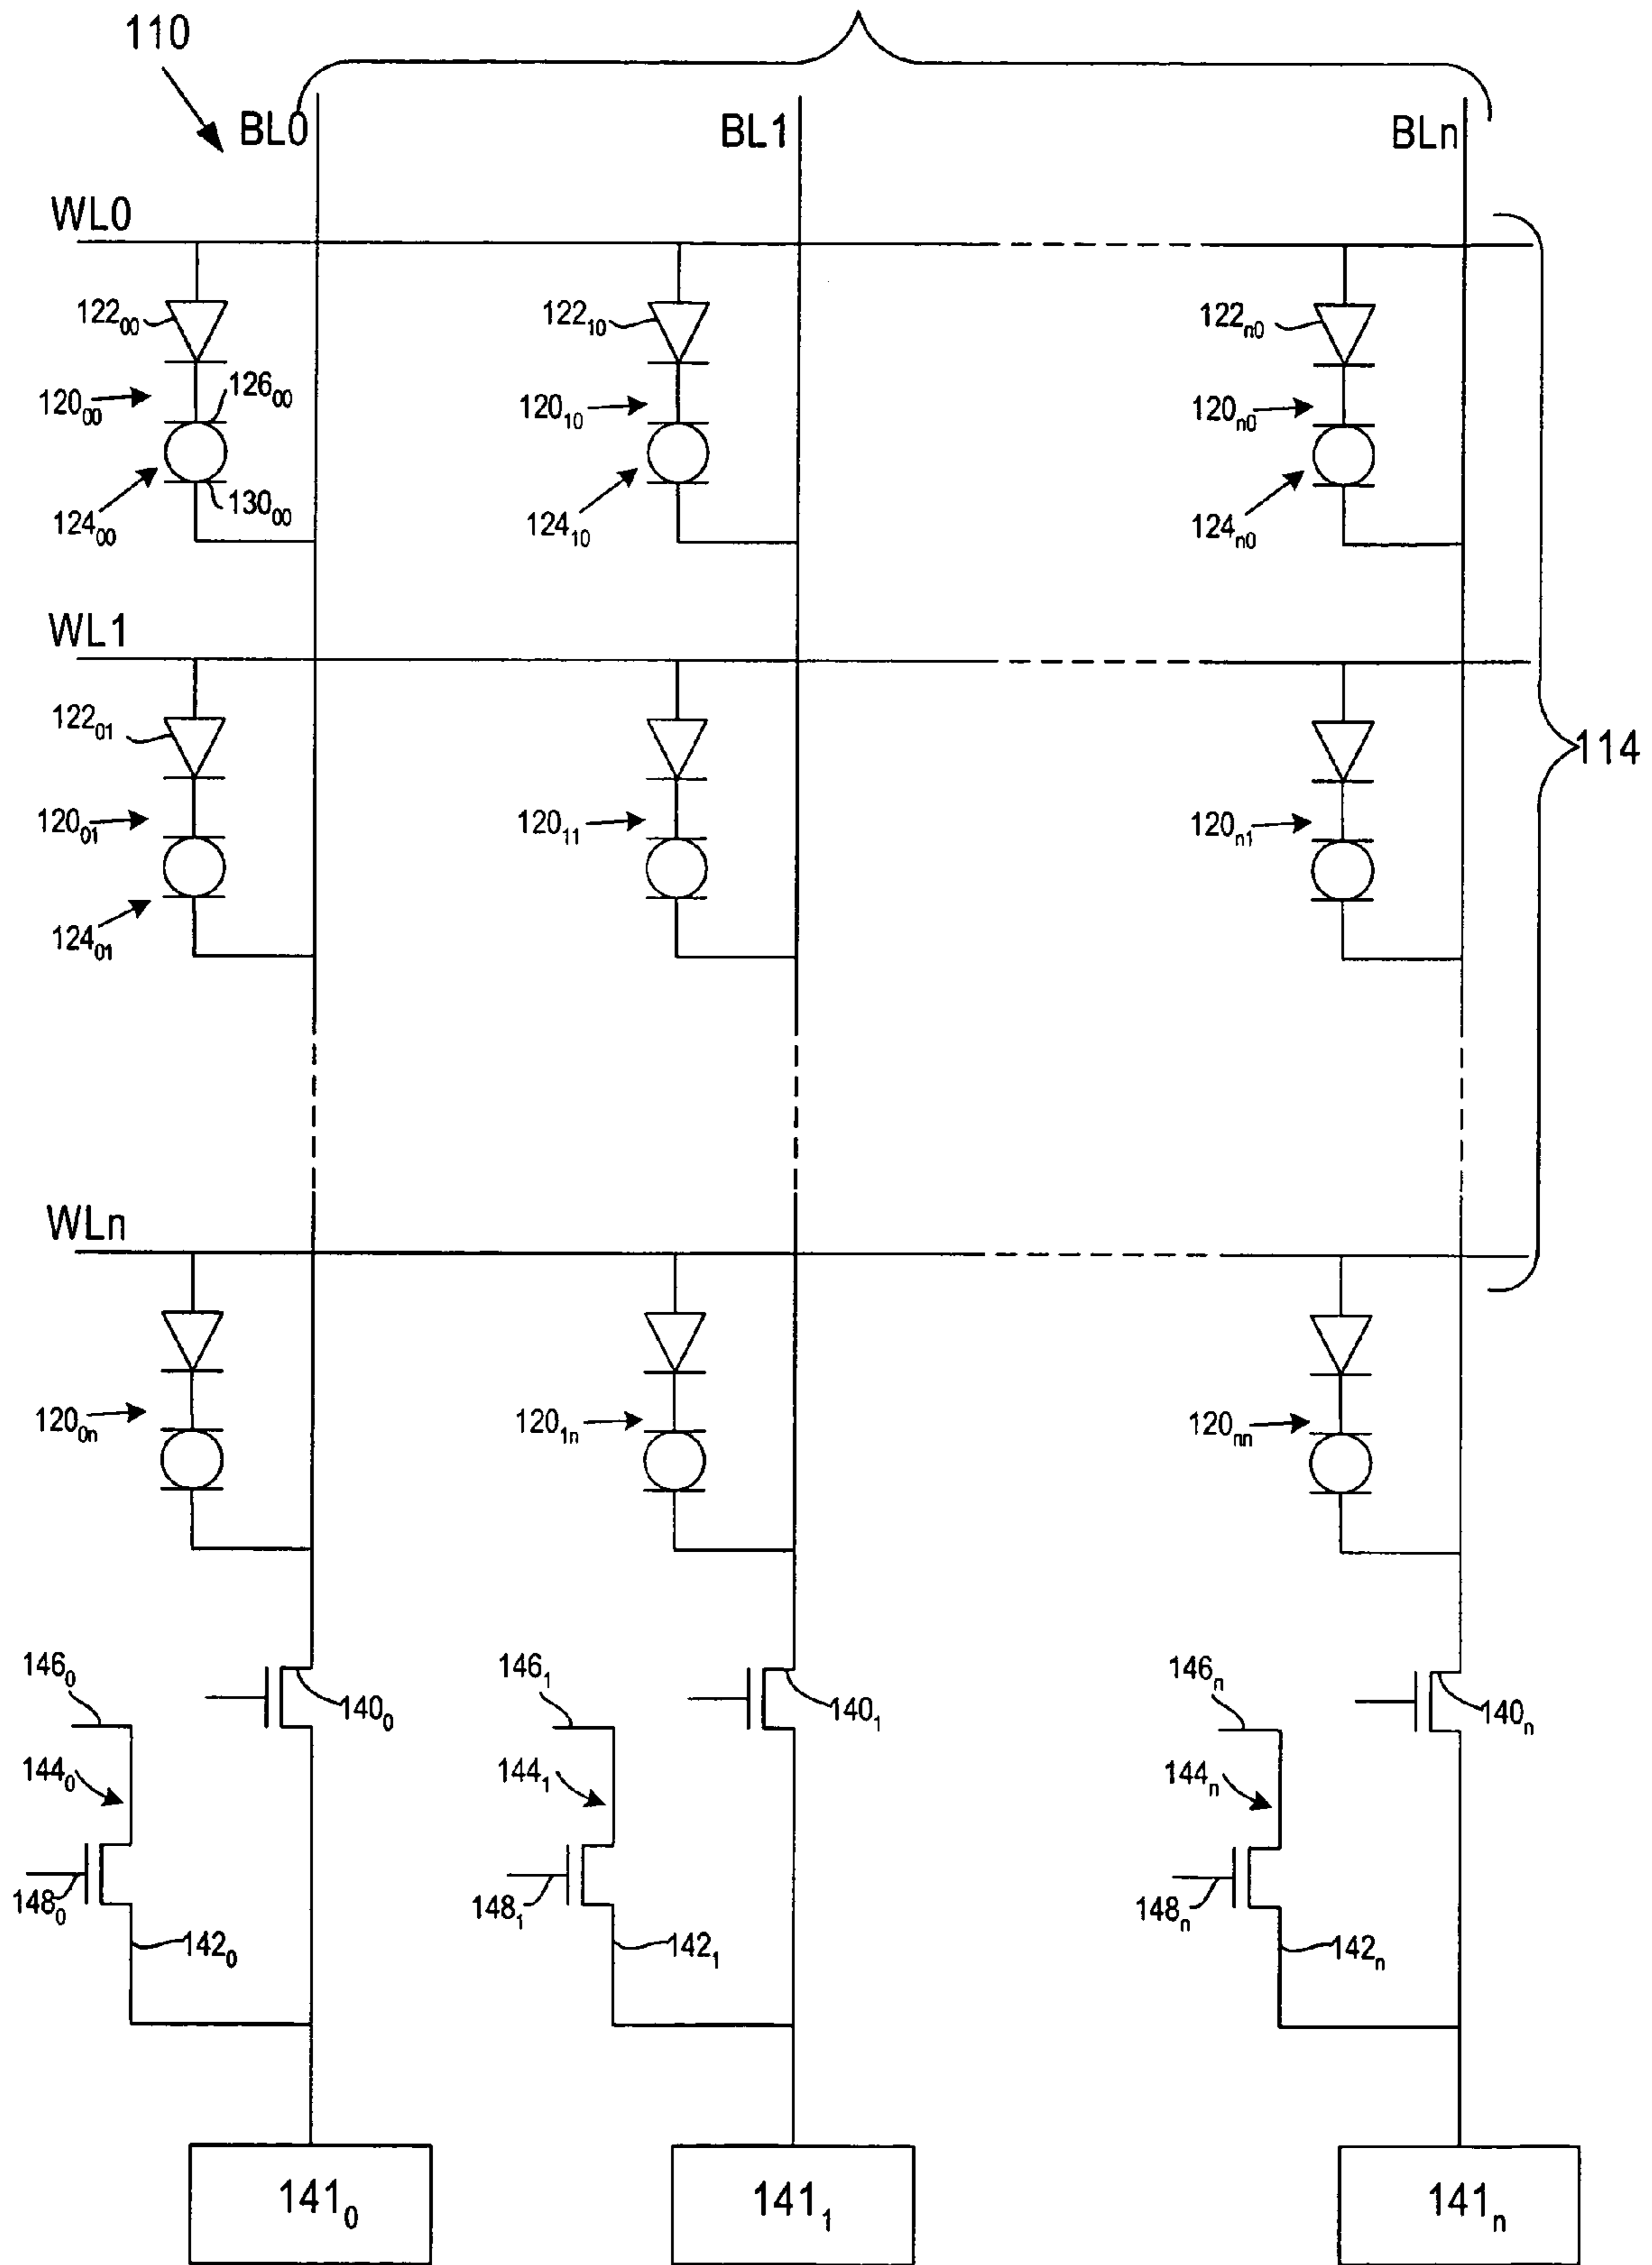 110
BL0 BL1 BLn
WL0
122₀₀ 122₁₀ 122ₙ₀
126₀₀
120₀₀ 120₁₀ 120ₙ₀
130₀₀
124₀₀ 124₁₀ 124ₙ₀
WL1
122₀₁
114
120₀₁ 120₁₁ 120ₙ₁
124₀₁
WLn
120₀ₙ 120₁ₙ 120ₙₙ
146₀ 146₁ 146ₙ
140₀ 140₁ 140ₙ
144₀ 144₁ 144ₙ
148₀ 148₁ 148ₙ
142₀ 142₁ 142ₙ
141₀ 141₁ 141ₙ